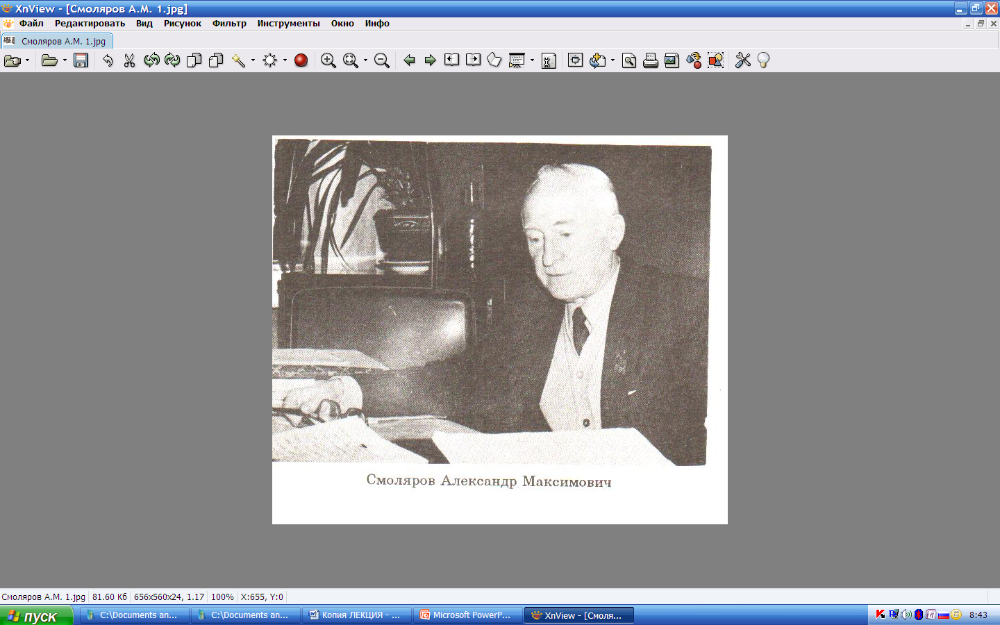 XnView - [Смоляров А.М. 1.jpg]
Файл Редактировать Вид Рисунок Фильтр Инструменты Окно Инфо
Смоляров А.М. 1.jpg
Смоляров Александр Максимович
Смоляров А.М. 1.jpg 81.60 Кб 656x560x24, 1.17 100% X:655, Y:0
пуск C:\Documents an... C:\Documents an... Копия ЛЕКЦИЯ - ... Microsoft PowerP... XnView - [Смоля... 8:43